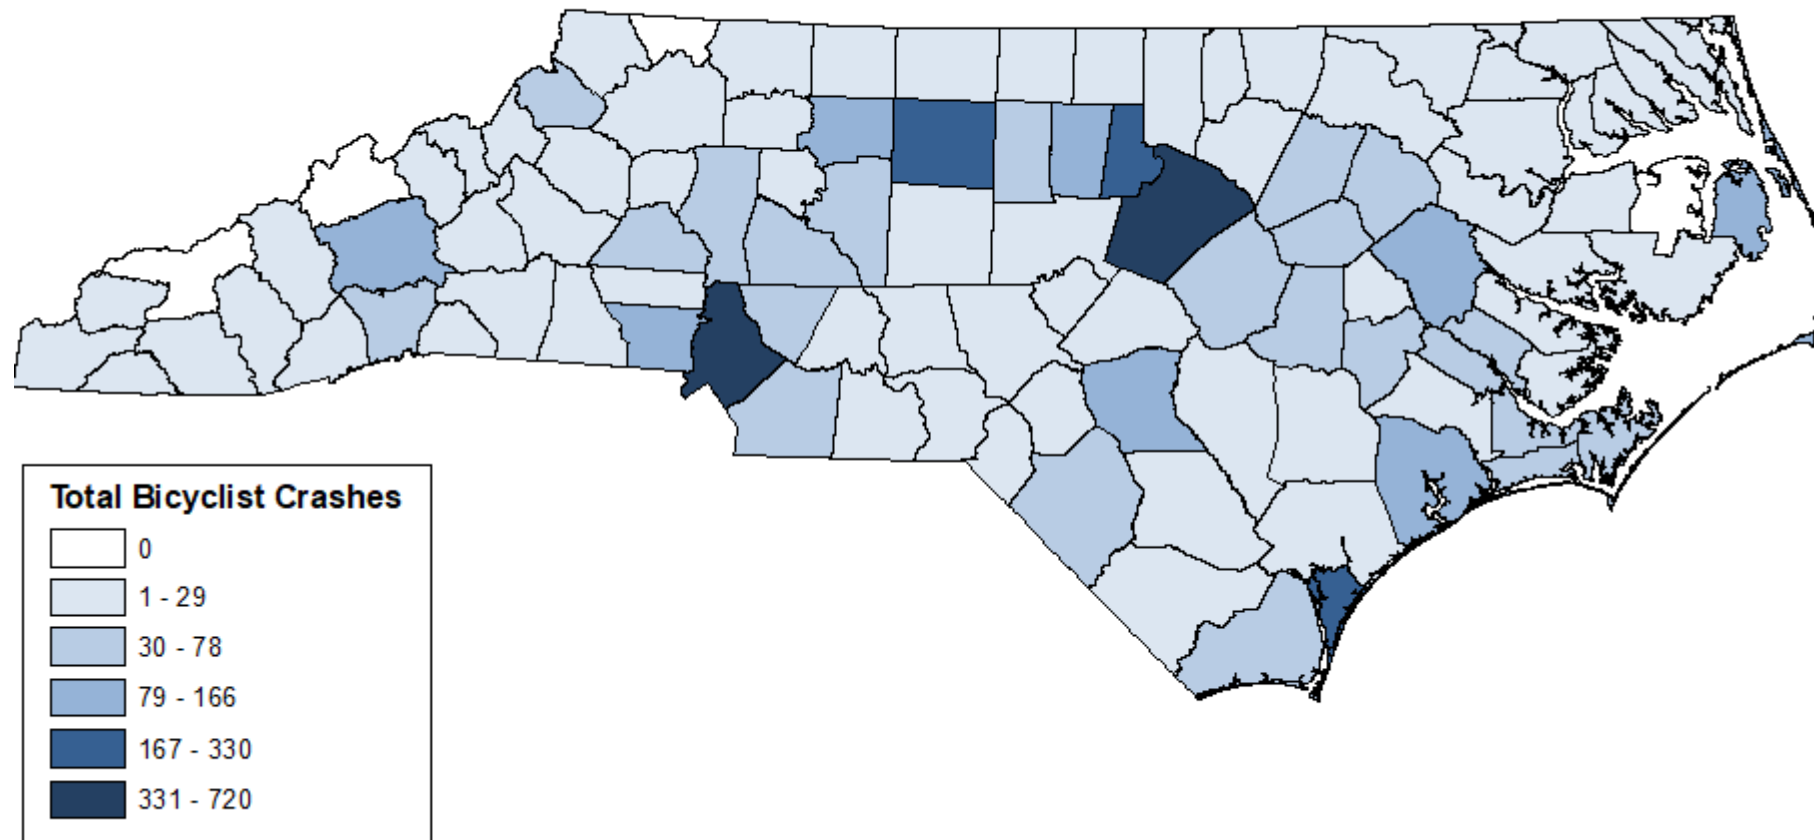 Total Bicyclist Crashes
0
1 - 29
30 - 78
79 - 166
167 - 330
331 - 720